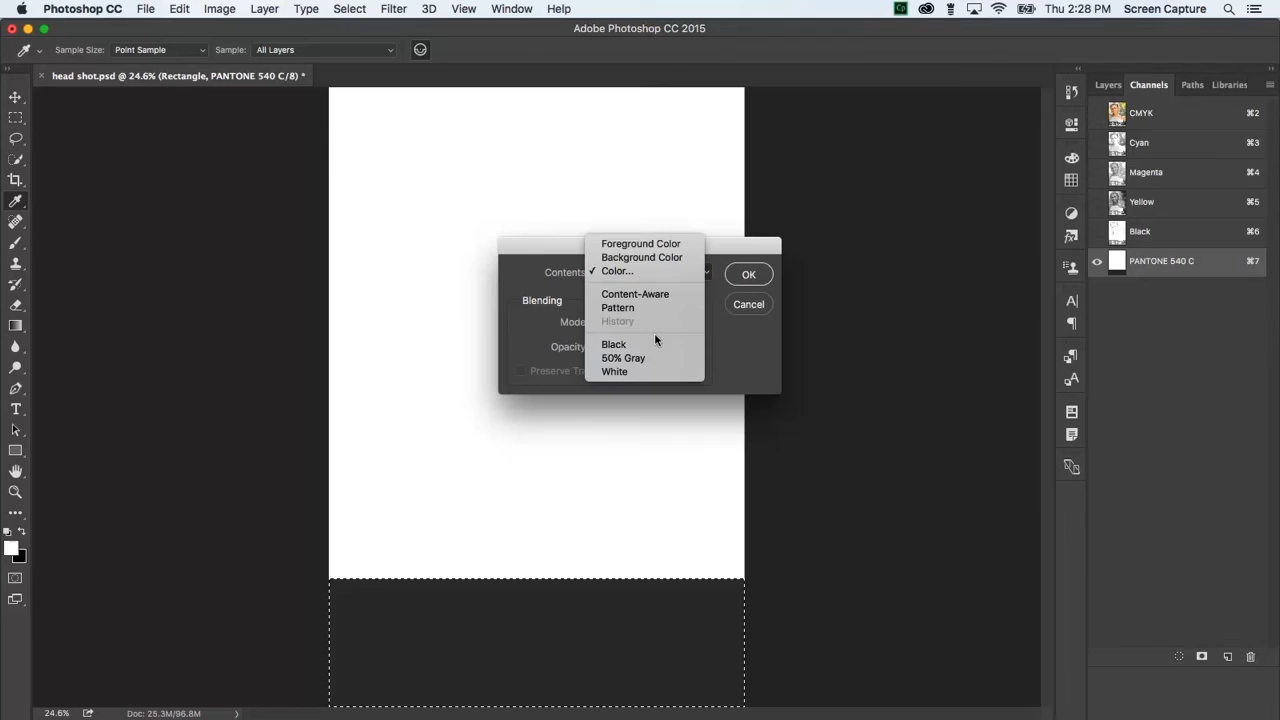 Photoshop CC File Edit Image Layer Type Select Filter 3D View Window Help Thu 2:28 PM Screen Capture
Adobe Photoshop CC 2015
Sample Size: Point Sample Sample: All Layers
head shot.psd @ 24.6% (Rectangle, PANTONE 540 C/8) *
Layers Channels Paths Libraries
CMYK ⌘2
Cyan ⌘3
Magenta ⌘4
Yellow ⌘5
Black ⌘6
PANTONE 540 C ⌘7
Foreground Color
Background Color
Contents
✓ Color...
OK
Content-Aware
Blending
Pattern
Cancel
Mode
History
Opacity
Black
50% Gray
Preserve Tra
White
24.6% Doc: 25.3M/96.8M